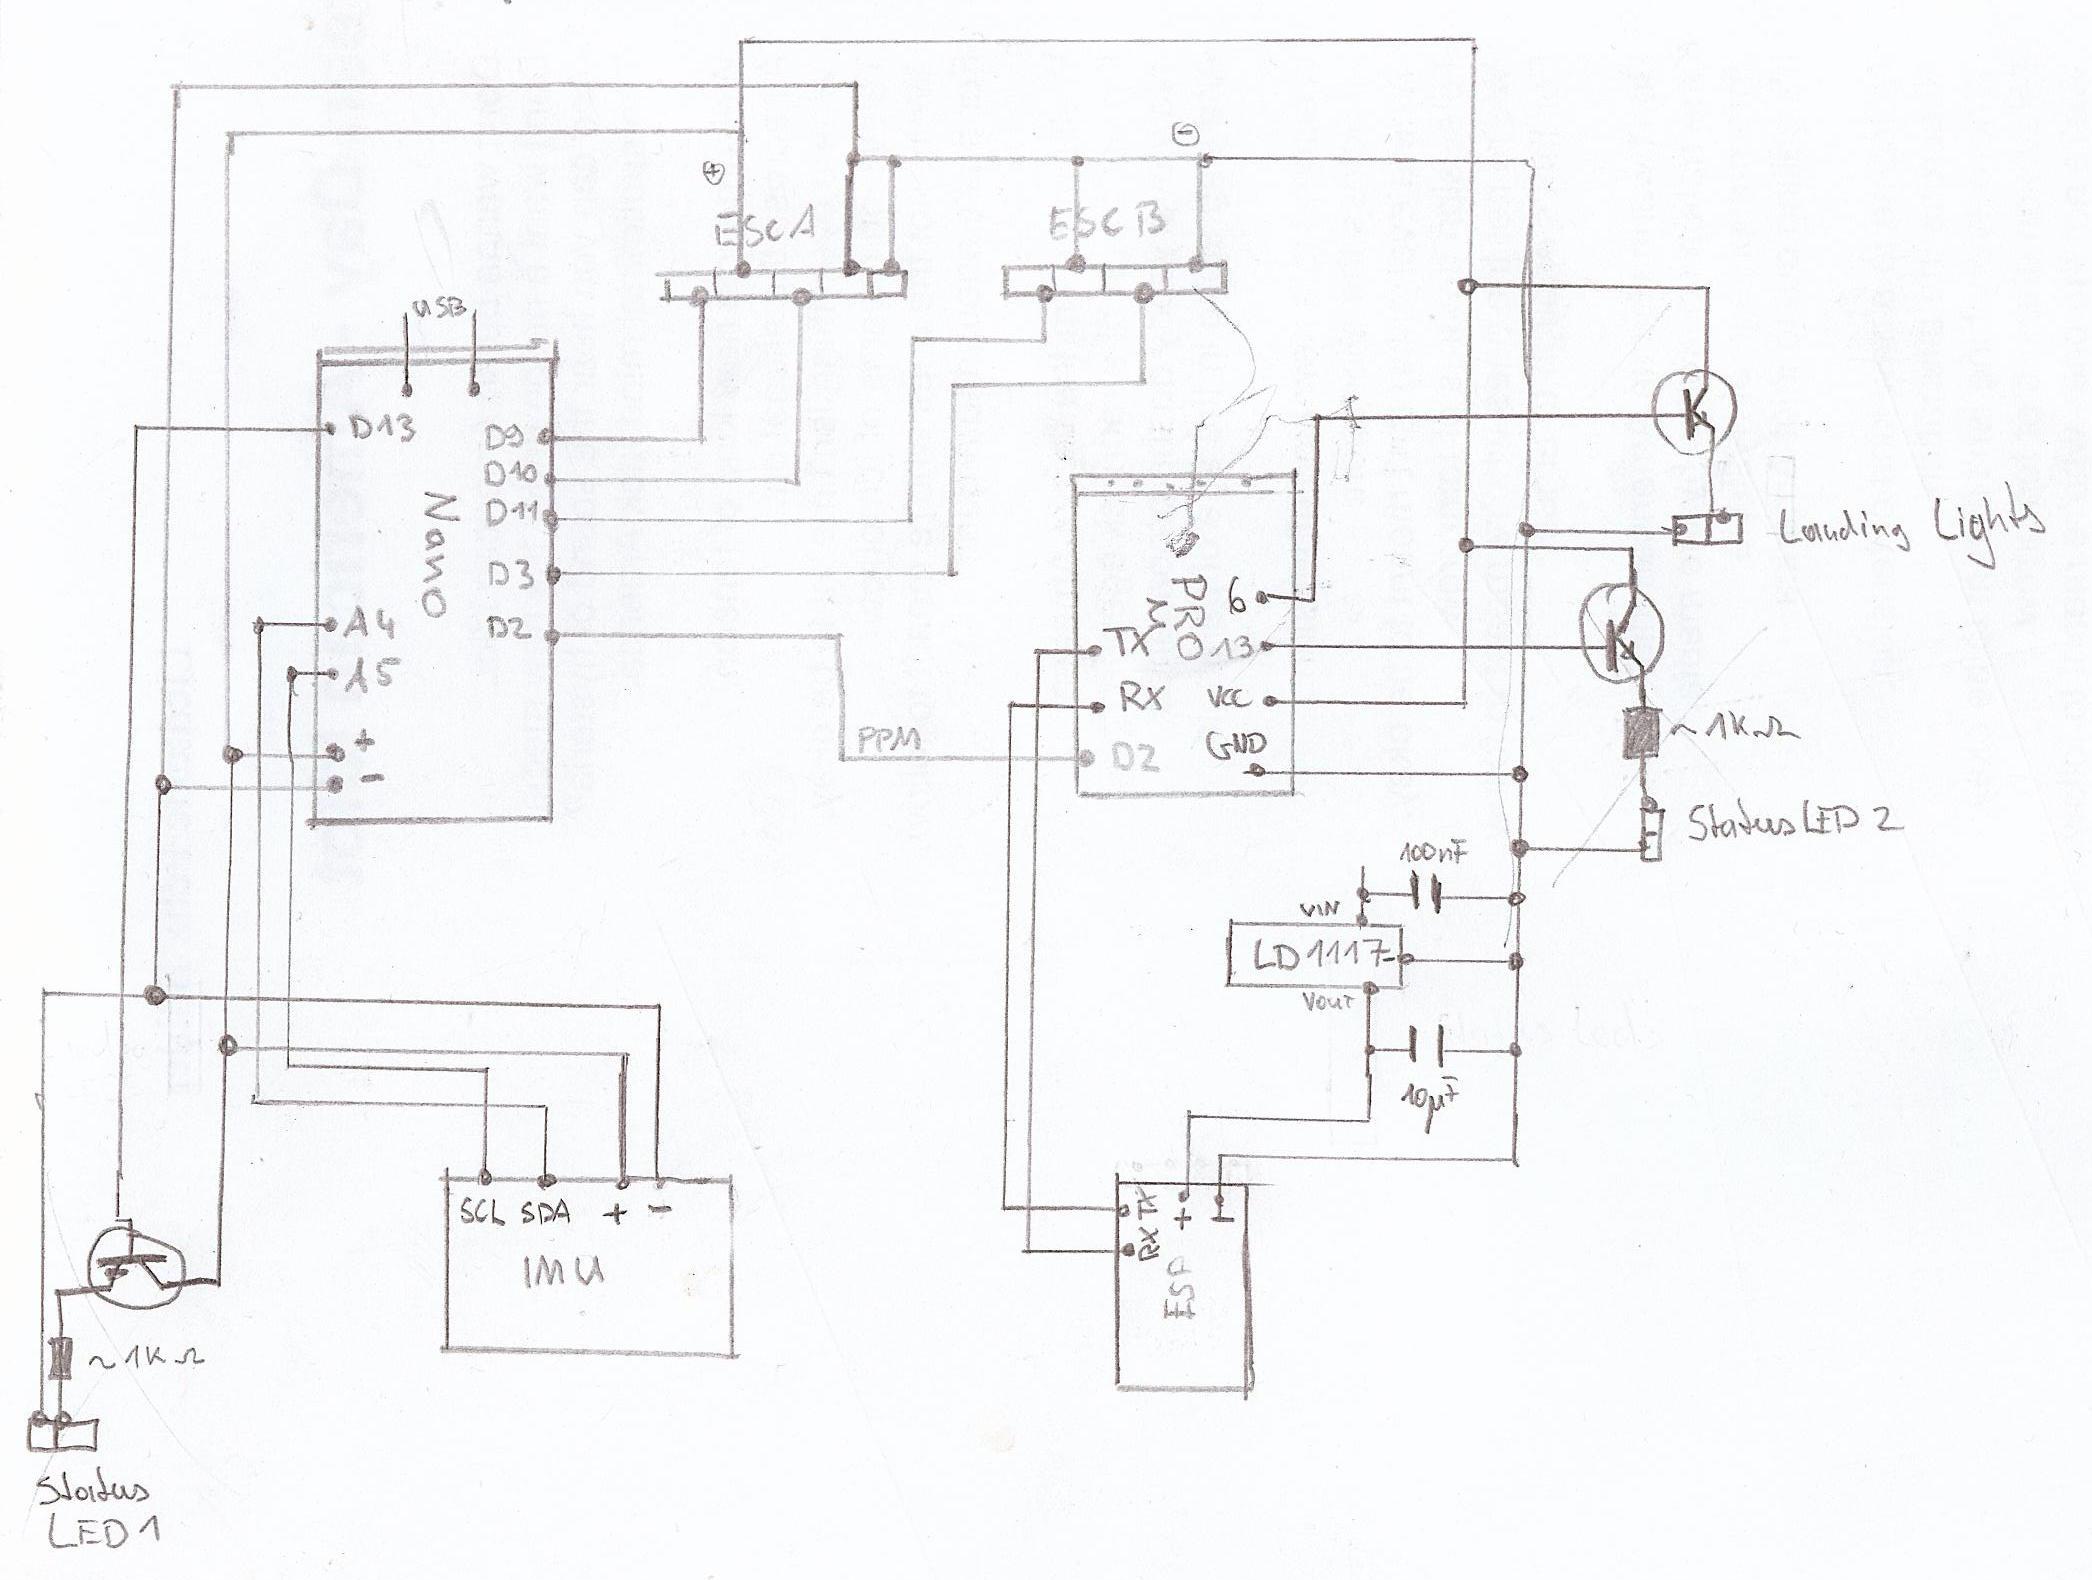 ⊖
⊕
ESC A
ESC B
USB
D13
D9
D10
D11
D3
D2
Nano
A4
A5
+
-
PPM
PRO
M
6
13
TX
RX
VCC
GND
D2
Landing Lights
~1KΩ
Status LED 2
100nF
VIN
LD1117
-
VOUT
10µF
SCL SDA + -
IMU
TX
RX
+
-
ESP
~1KΩ
Status
LED1